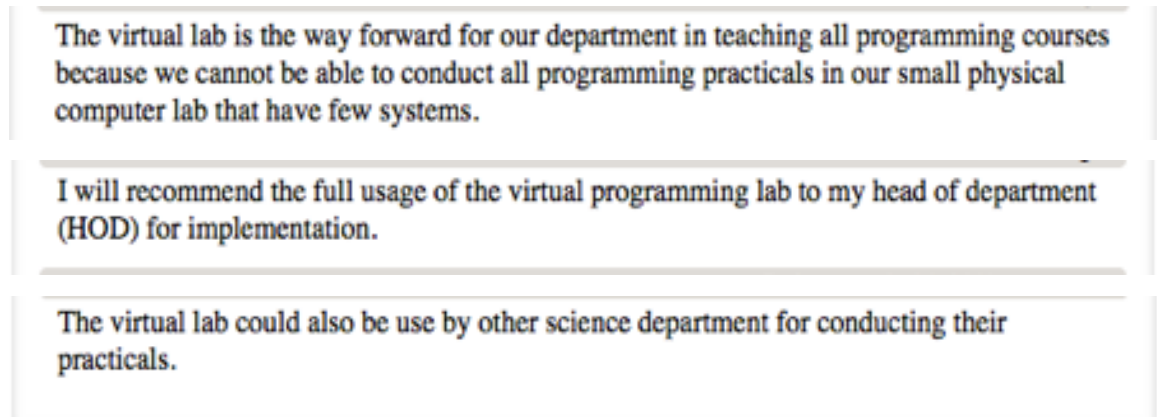 The virtual lab is the way forward for our department in teaching all programming courses
because we cannot be able to conduct all programming practicals in our small physical
computer lab that have few systems.
I will recommend the full usage of the virtual programming lab to my head of department
(HOD) for implementation.
The virtual lab could also be use by other science department for conducting their
practicals.